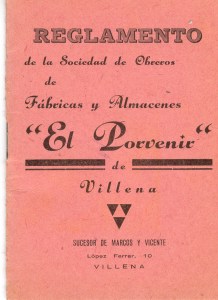 REGLAMENTO
de la Sociedad de Obreros
de
Fábricas y Almacenes
"El Porvenir"
de
Villena
SUCESOR DE MARCOS Y VICENTE
López Ferrer, 10
VILLENA